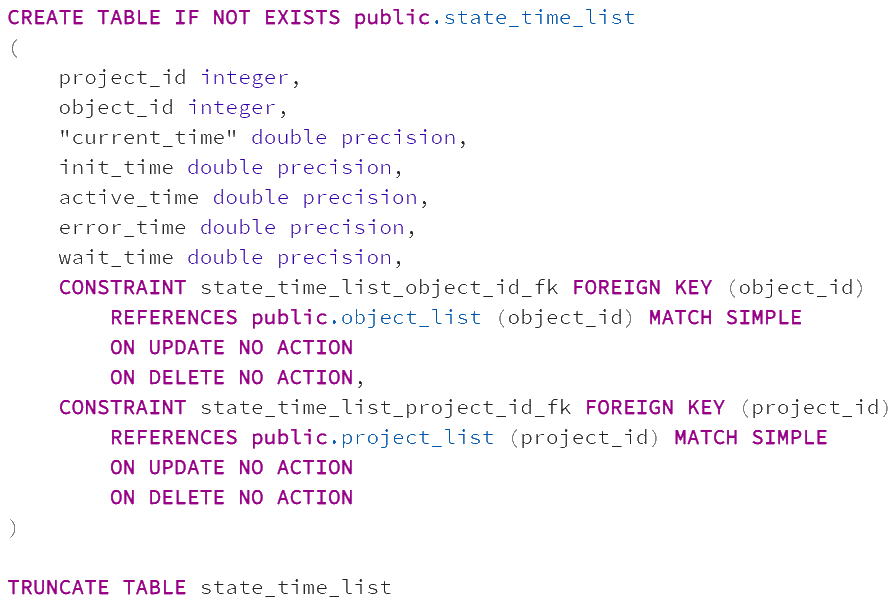 CREATE TABLE IF NOT EXISTS public.state_time_list
(
    project_id integer,
    object_id integer,
    "current_time" double precision,
    init_time double precision,
    active_time double precision,
    error_time double precision,
    wait_time double precision,
    CONSTRAINT state_time_list_object_id_fk FOREIGN KEY (object_id)
        REFERENCES public.object_list (object_id) MATCH SIMPLE
        ON UPDATE NO ACTION
        ON DELETE NO ACTION,
    CONSTRAINT state_time_list_project_id_fk FOREIGN KEY (project_id)
        REFERENCES public.project_list (project_id) MATCH SIMPLE
        ON UPDATE NO ACTION
        ON DELETE NO ACTION
)

TRUNCATE TABLE state_time_list